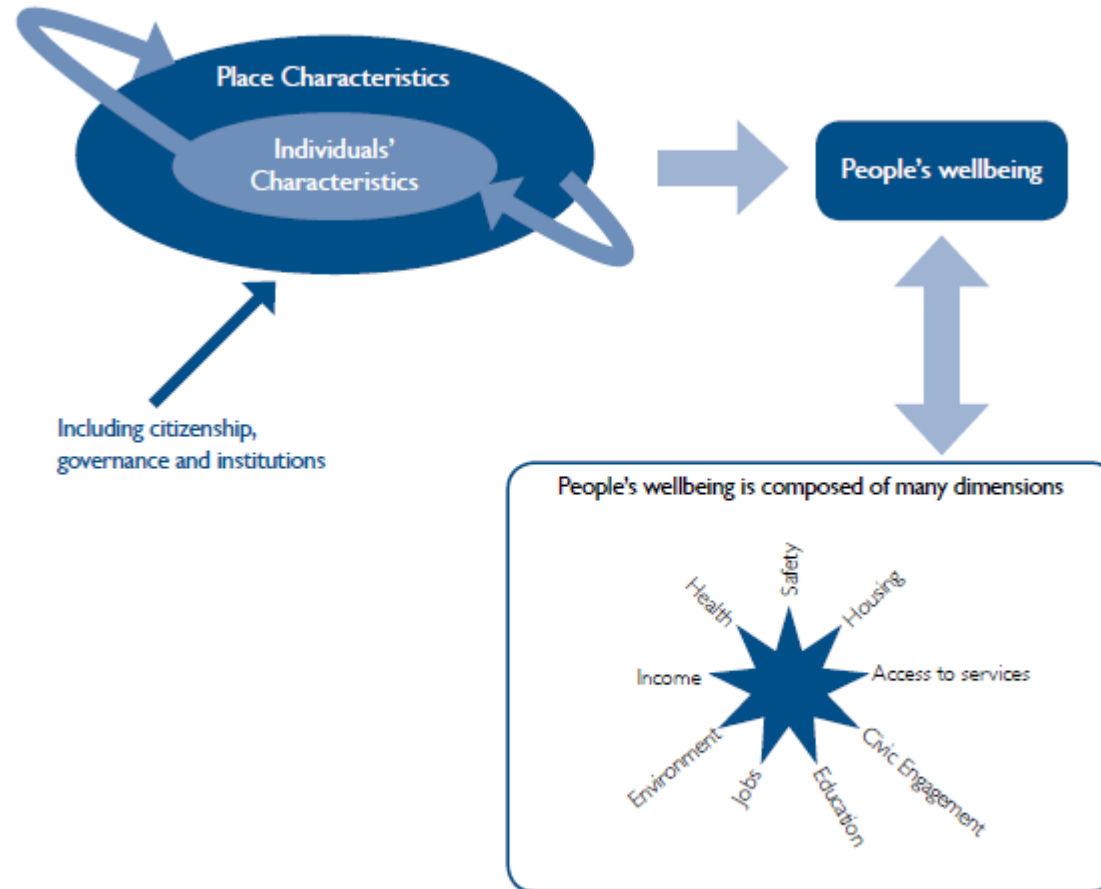 Place Characteristics
Individuals'
Characteristics
People's wellbeing
Including citizenship,
governance and institutions
People's wellbeing is composed of many dimensions
Safety
Health
Housing
Income
Access to services
Environment
Civic Engagement
Jobs
Education